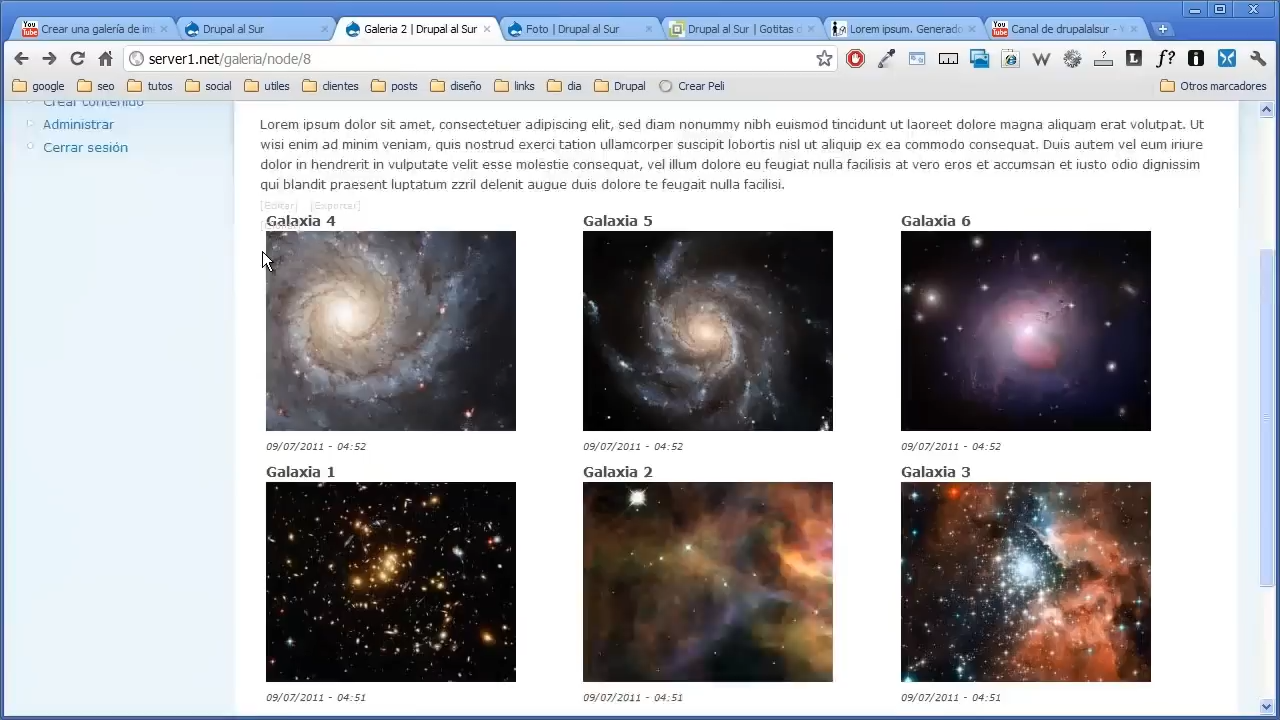 Crear una galería de im
Drupal al Sur
Galeria 2 | Drupal al Sur
Foto | Drupal al Sur
Drupal al Sur | Gotitas
Lorem ipsum. Generado
Canal de drupalalsur - Y
server1.net/galeria/node/8
google
seo
tutos
social
utiles
clientes
posts
diseño
links
dia
Drupal
Crear Peli
Otros marcadores
Crear contenido
Administrar
Cerrar sesión
Lorem ipsum dolor sit amet, consectetuer adipiscing elit, sed diam nonummy nibh euismod tincidunt ut laoreet dolore magna aliquam erat volutpat. Ut
wisi enim ad minim veniam, quis nostrud exerci tation ullamcorper suscipit lobortis nisl ut aliquip ex ea commodo consequat. Duis autem vel eum iriure
dolor in hendrerit in vulputate velit esse molestie consequat, vel illum dolore eu feugiat nulla facilisis at vero eros et accumsan et iusto odio dignissim
qui blandit praesent luptatum zzril delenit augue duis dolore te feugait nulla facilisi.
[Editar] [Exportar]
Galaxia 4
Galaxia 5
Galaxia 6
09/07/2011 - 04:52
09/07/2011 - 04:52
09/07/2011 - 04:52
Galaxia 1
Galaxia 2
Galaxia 3
09/07/2011 - 04:51
09/07/2011 - 04:51
09/07/2011 - 04:51